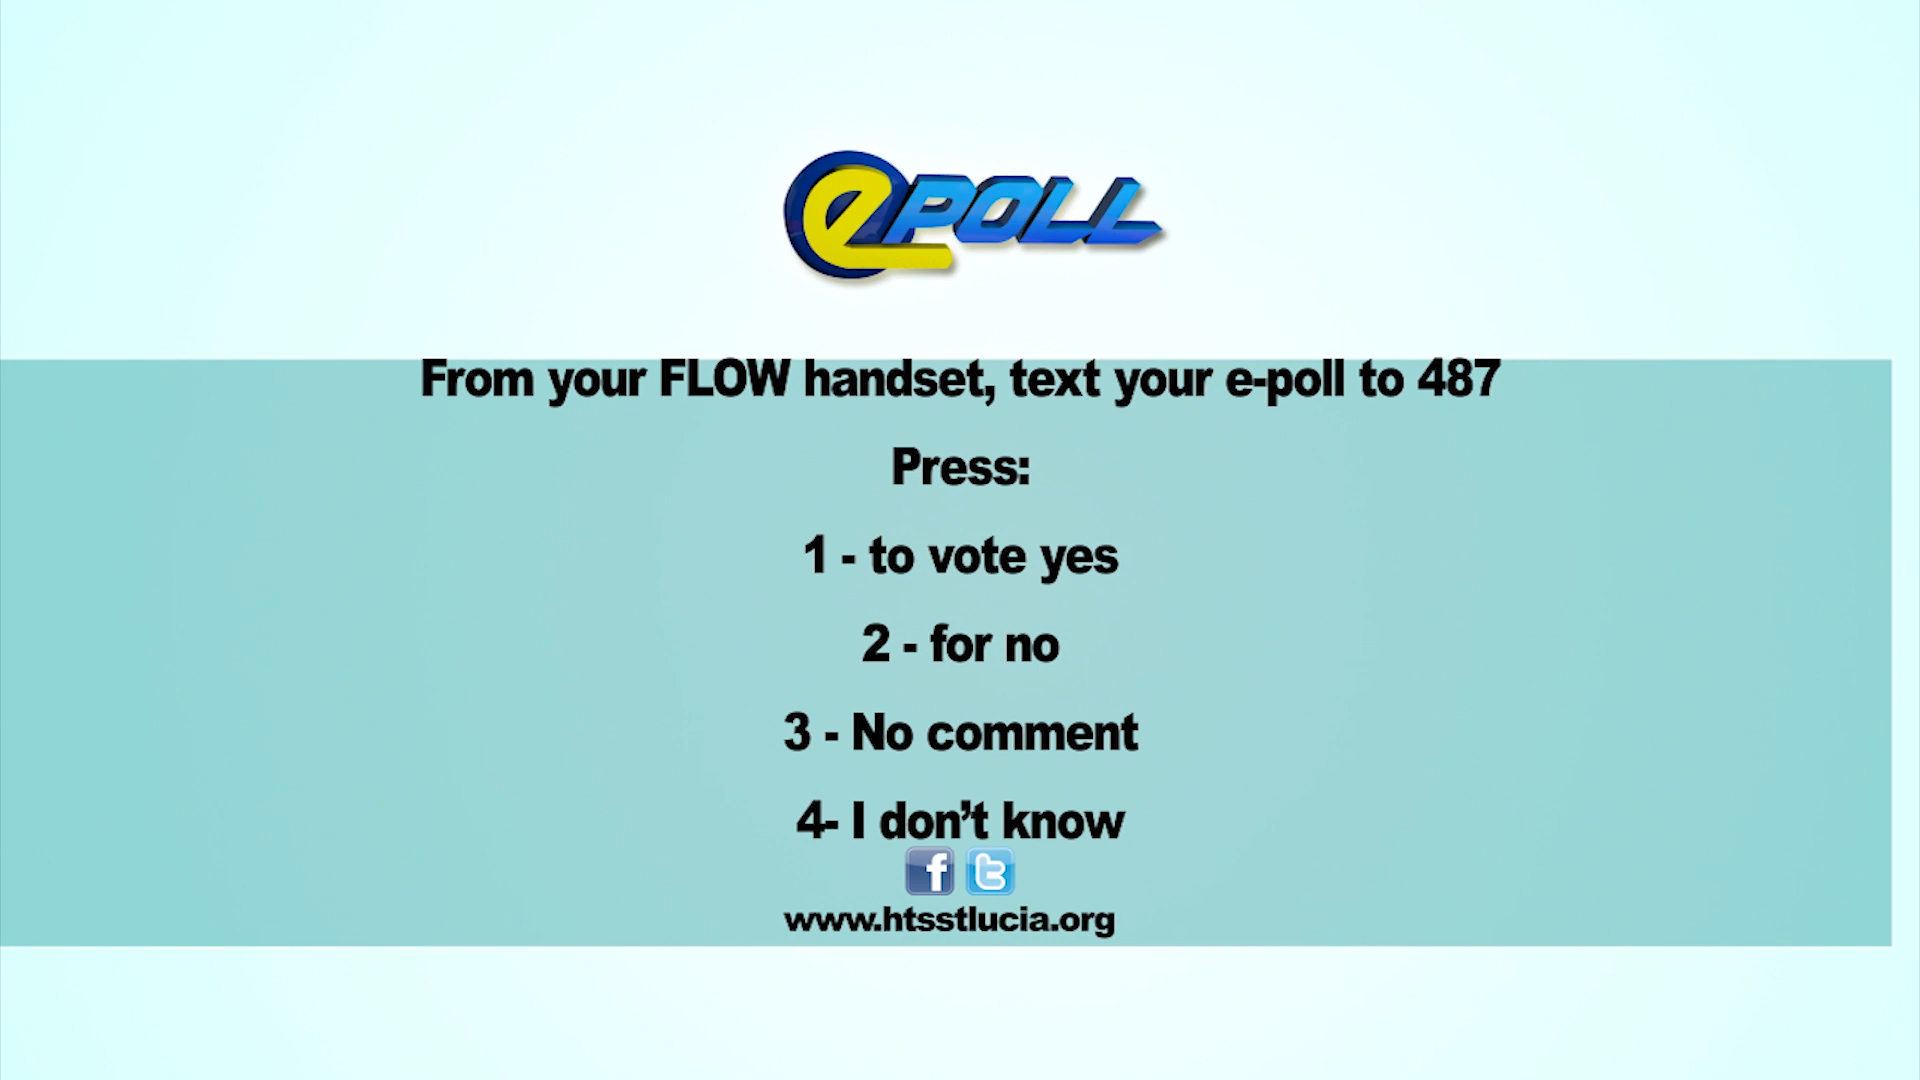 ePOLL
From your FLOW handset, text your e-poll to 487
Press:
1 - to vote yes
2 - for no
3 - No comment
4- I don’t know
f t
www.htsstlucia.org